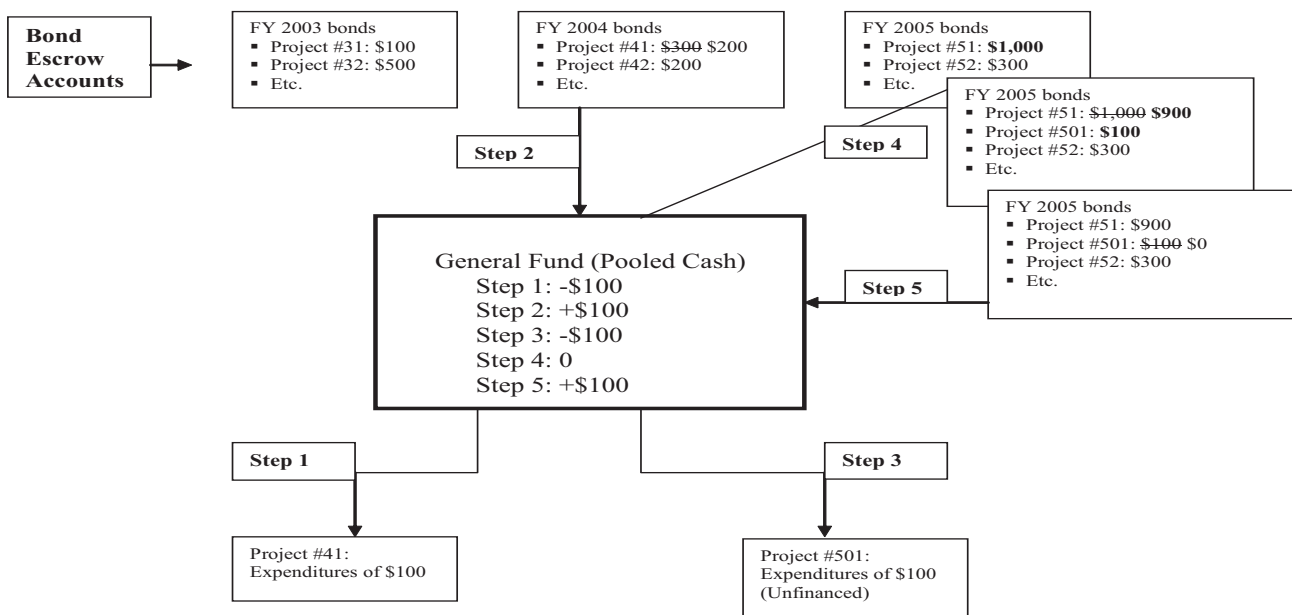 Bond
Escrow
Accounts
FY 2003 bonds
▪ Project #31: $100
▪ Project #32: $500
▪ Etc.
FY 2004 bonds
▪ Project #41: $300 $200
▪ Project #42: $200
▪ Etc.
FY 2005 bonds
▪ Project #51: $1,000
▪ Project #52: $300
FY 2005 bonds
▪ Project #51: $1,000 $900
▪ Project #501: $100
▪ Project #52: $300
▪ Etc.
FY 2005 bonds
▪ Project #51: $900
▪ Project #501: $100 $0
▪ Project #52: $300
▪ Etc.
Step 2
Step 4
Step 5
General Fund (Pooled Cash)
Step 1: -$100
Step 2: +$100
Step 3: -$100
Step 4: 0
Step 5: +$100
Step 1
Step 3
Project #41:
Expenditures of $100
Project #501:
Expenditures of $100
(Unfinanced)